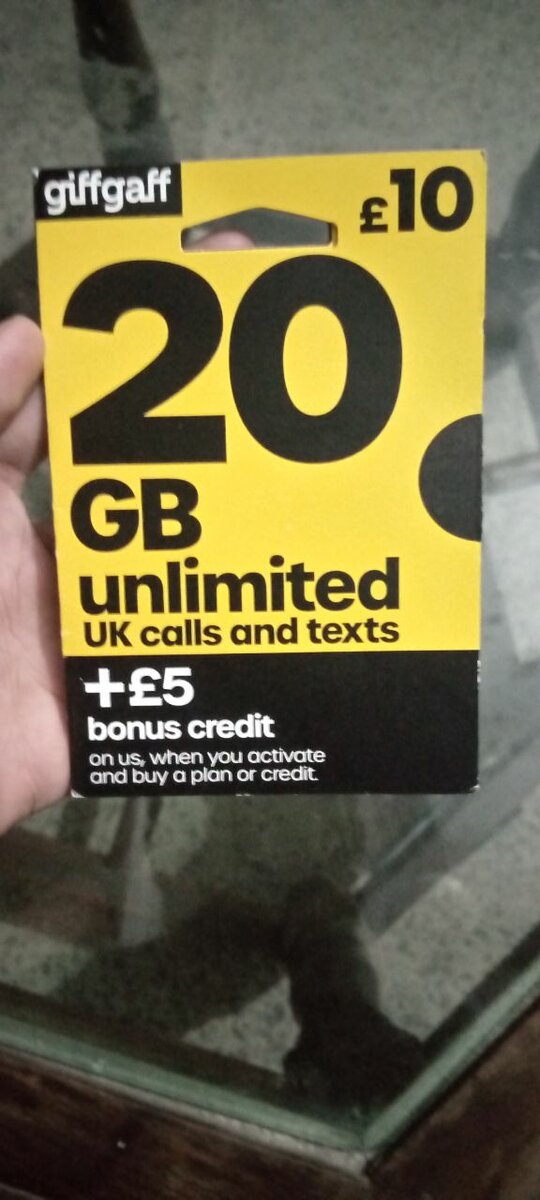 giffgaff
£10
20
GB
unlimited
UK calls and texts
+£5
bonus credit
on us, when you activate
and buy a plan or credit.